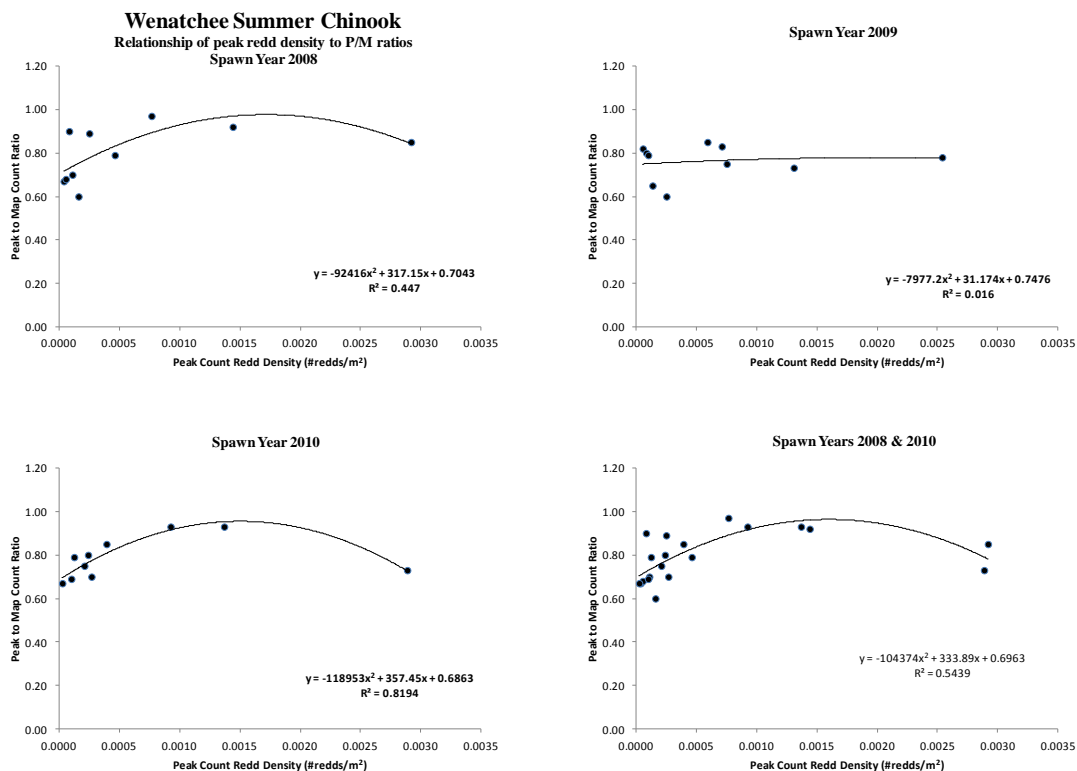 Wenatchee Summer Chinook
Relationship of peak redd density to P/M ratios
Spawn Year 2008
1.20
1.00
0.80
0.60
0.40
0.20
0.00
Peak to Map Count Ratio
y = -92416x² + 317.15x + 0.7043
R² = 0.447
0.0000 0.0005 0.0010 0.0015 0.0020 0.0025 0.0030 0.0035
Peak Count Redd Density (#redds/m²)
Spawn Year 2009
1.20
1.00
0.80
0.60
0.40
0.20
0.00
Peak to Map Count Ratio
y = -7977.2x² + 31.174x + 0.7476
R² = 0.016
0.0000 0.0005 0.0010 0.0015 0.0020 0.0025 0.0030 0.0035
Peak Count Redd Density (#redds/m²)
Spawn Year 2010
1.20
1.00
0.80
0.60
0.40
0.20
0.00
Peak to Map Count Ratio
y = -118953x² + 357.45x + 0.6863
R² = 0.8194
0.0000 0.0005 0.0010 0.0015 0.0020 0.0025 0.0030 0.0035
Peak Count Redd Density (#redds/m²)
Spawn Years 2008 & 2010
1.20
1.00
0.80
0.60
0.40
0.20
0.00
Peak to Map Count Ratio
y = -104374x² + 333.89x + 0.6963
R² = 0.5439
0.0000 0.0005 0.0010 0.0015 0.0020 0.0025 0.0030 0.0035
Peak Count Redd Density (#redds/m²)